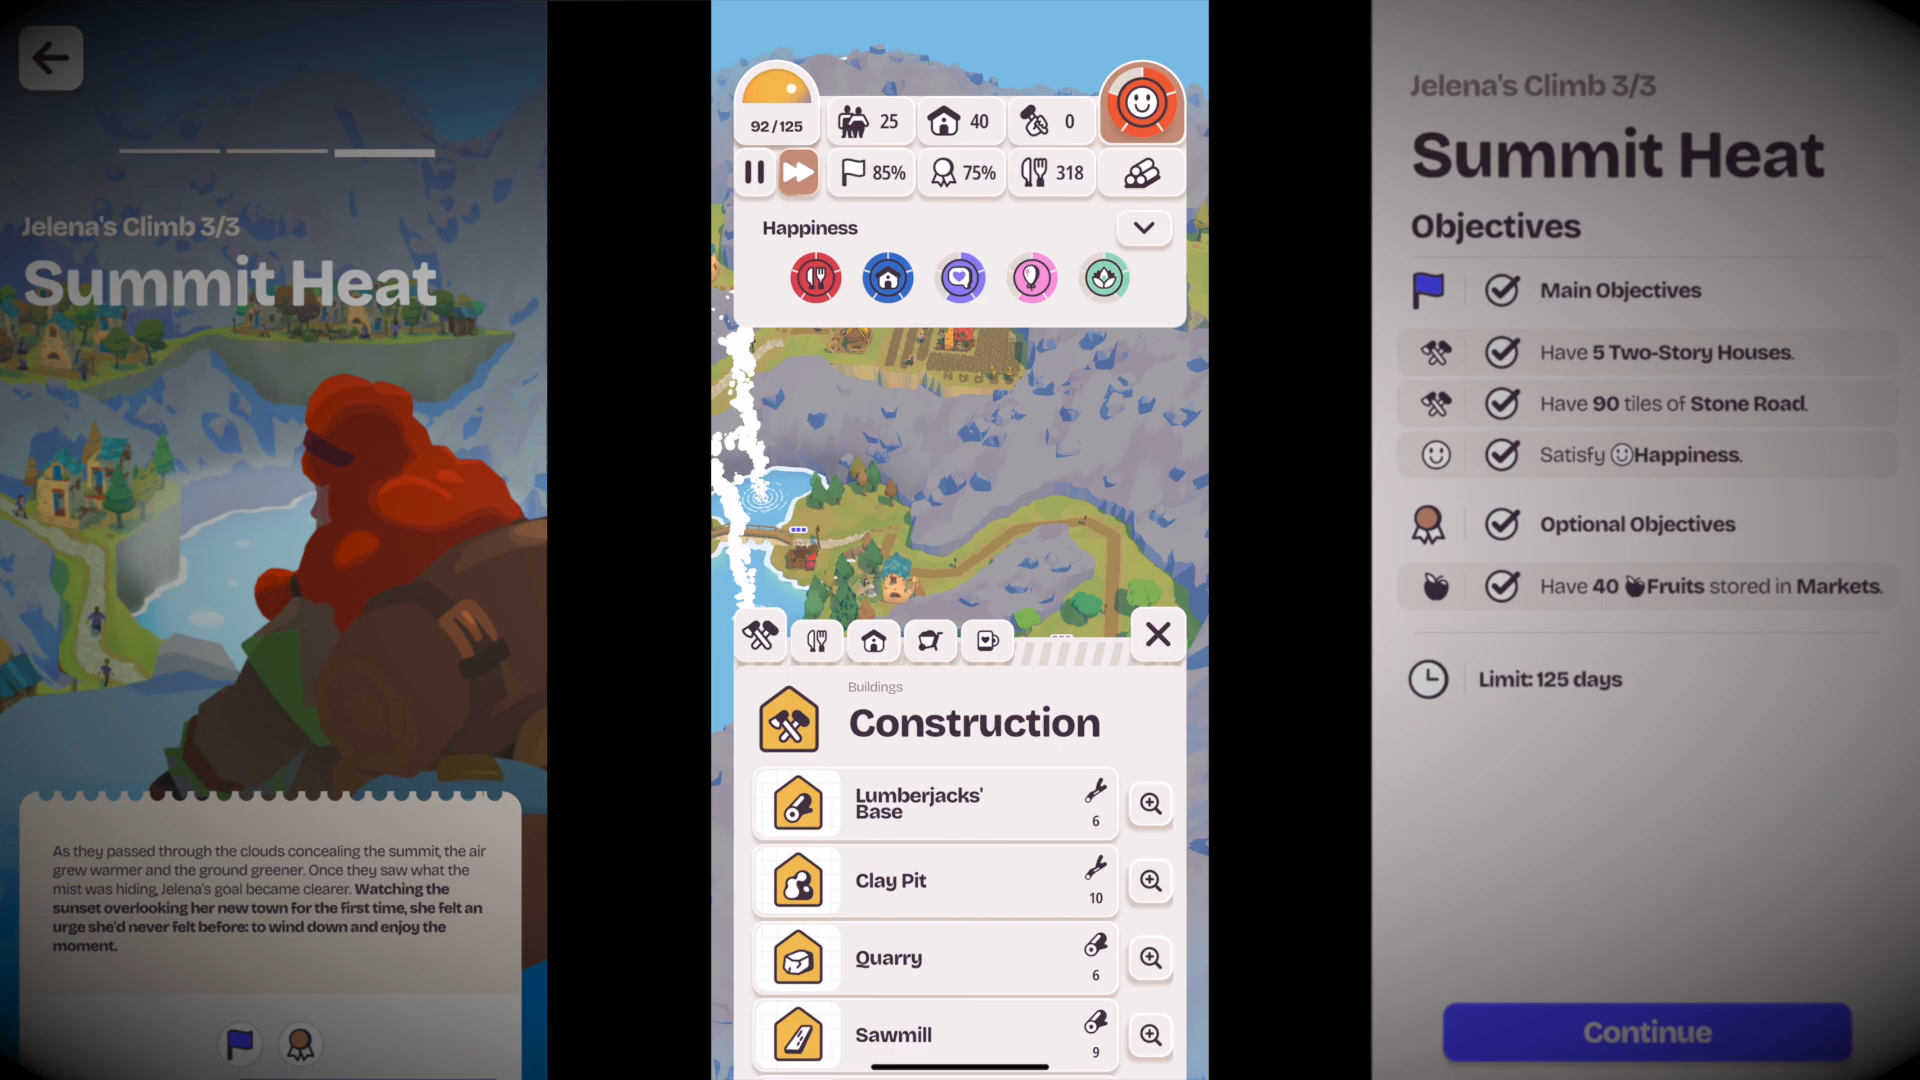 Jelena's Climb 3/3
Summit Heat
As they passed through the clouds concealing the summit, the air
grew warmer and the ground greener. Once they saw what the
mist was hiding, Jelena's goal became clearer. Watching the
sunset overlooking her new town for the first time, she felt an
urge she'd never felt before: to wind down and enjoy the
moment.
92/125
25
40
0
85%
75%
318
Happiness
Buildings
Construction
Lumberjacks'
Base
6
Clay Pit
10
Quarry
6
Sawmill
9
Jelena's Climb 3/3
Summit Heat
Objectives
Main Objectives
Have 5 Two-Story Houses.
Have 90 tiles of Stone Road.
Satisfy Happiness.
Optional Objectives
Have 40 Fruits stored in Markets.
Limit: 125 days
Continue